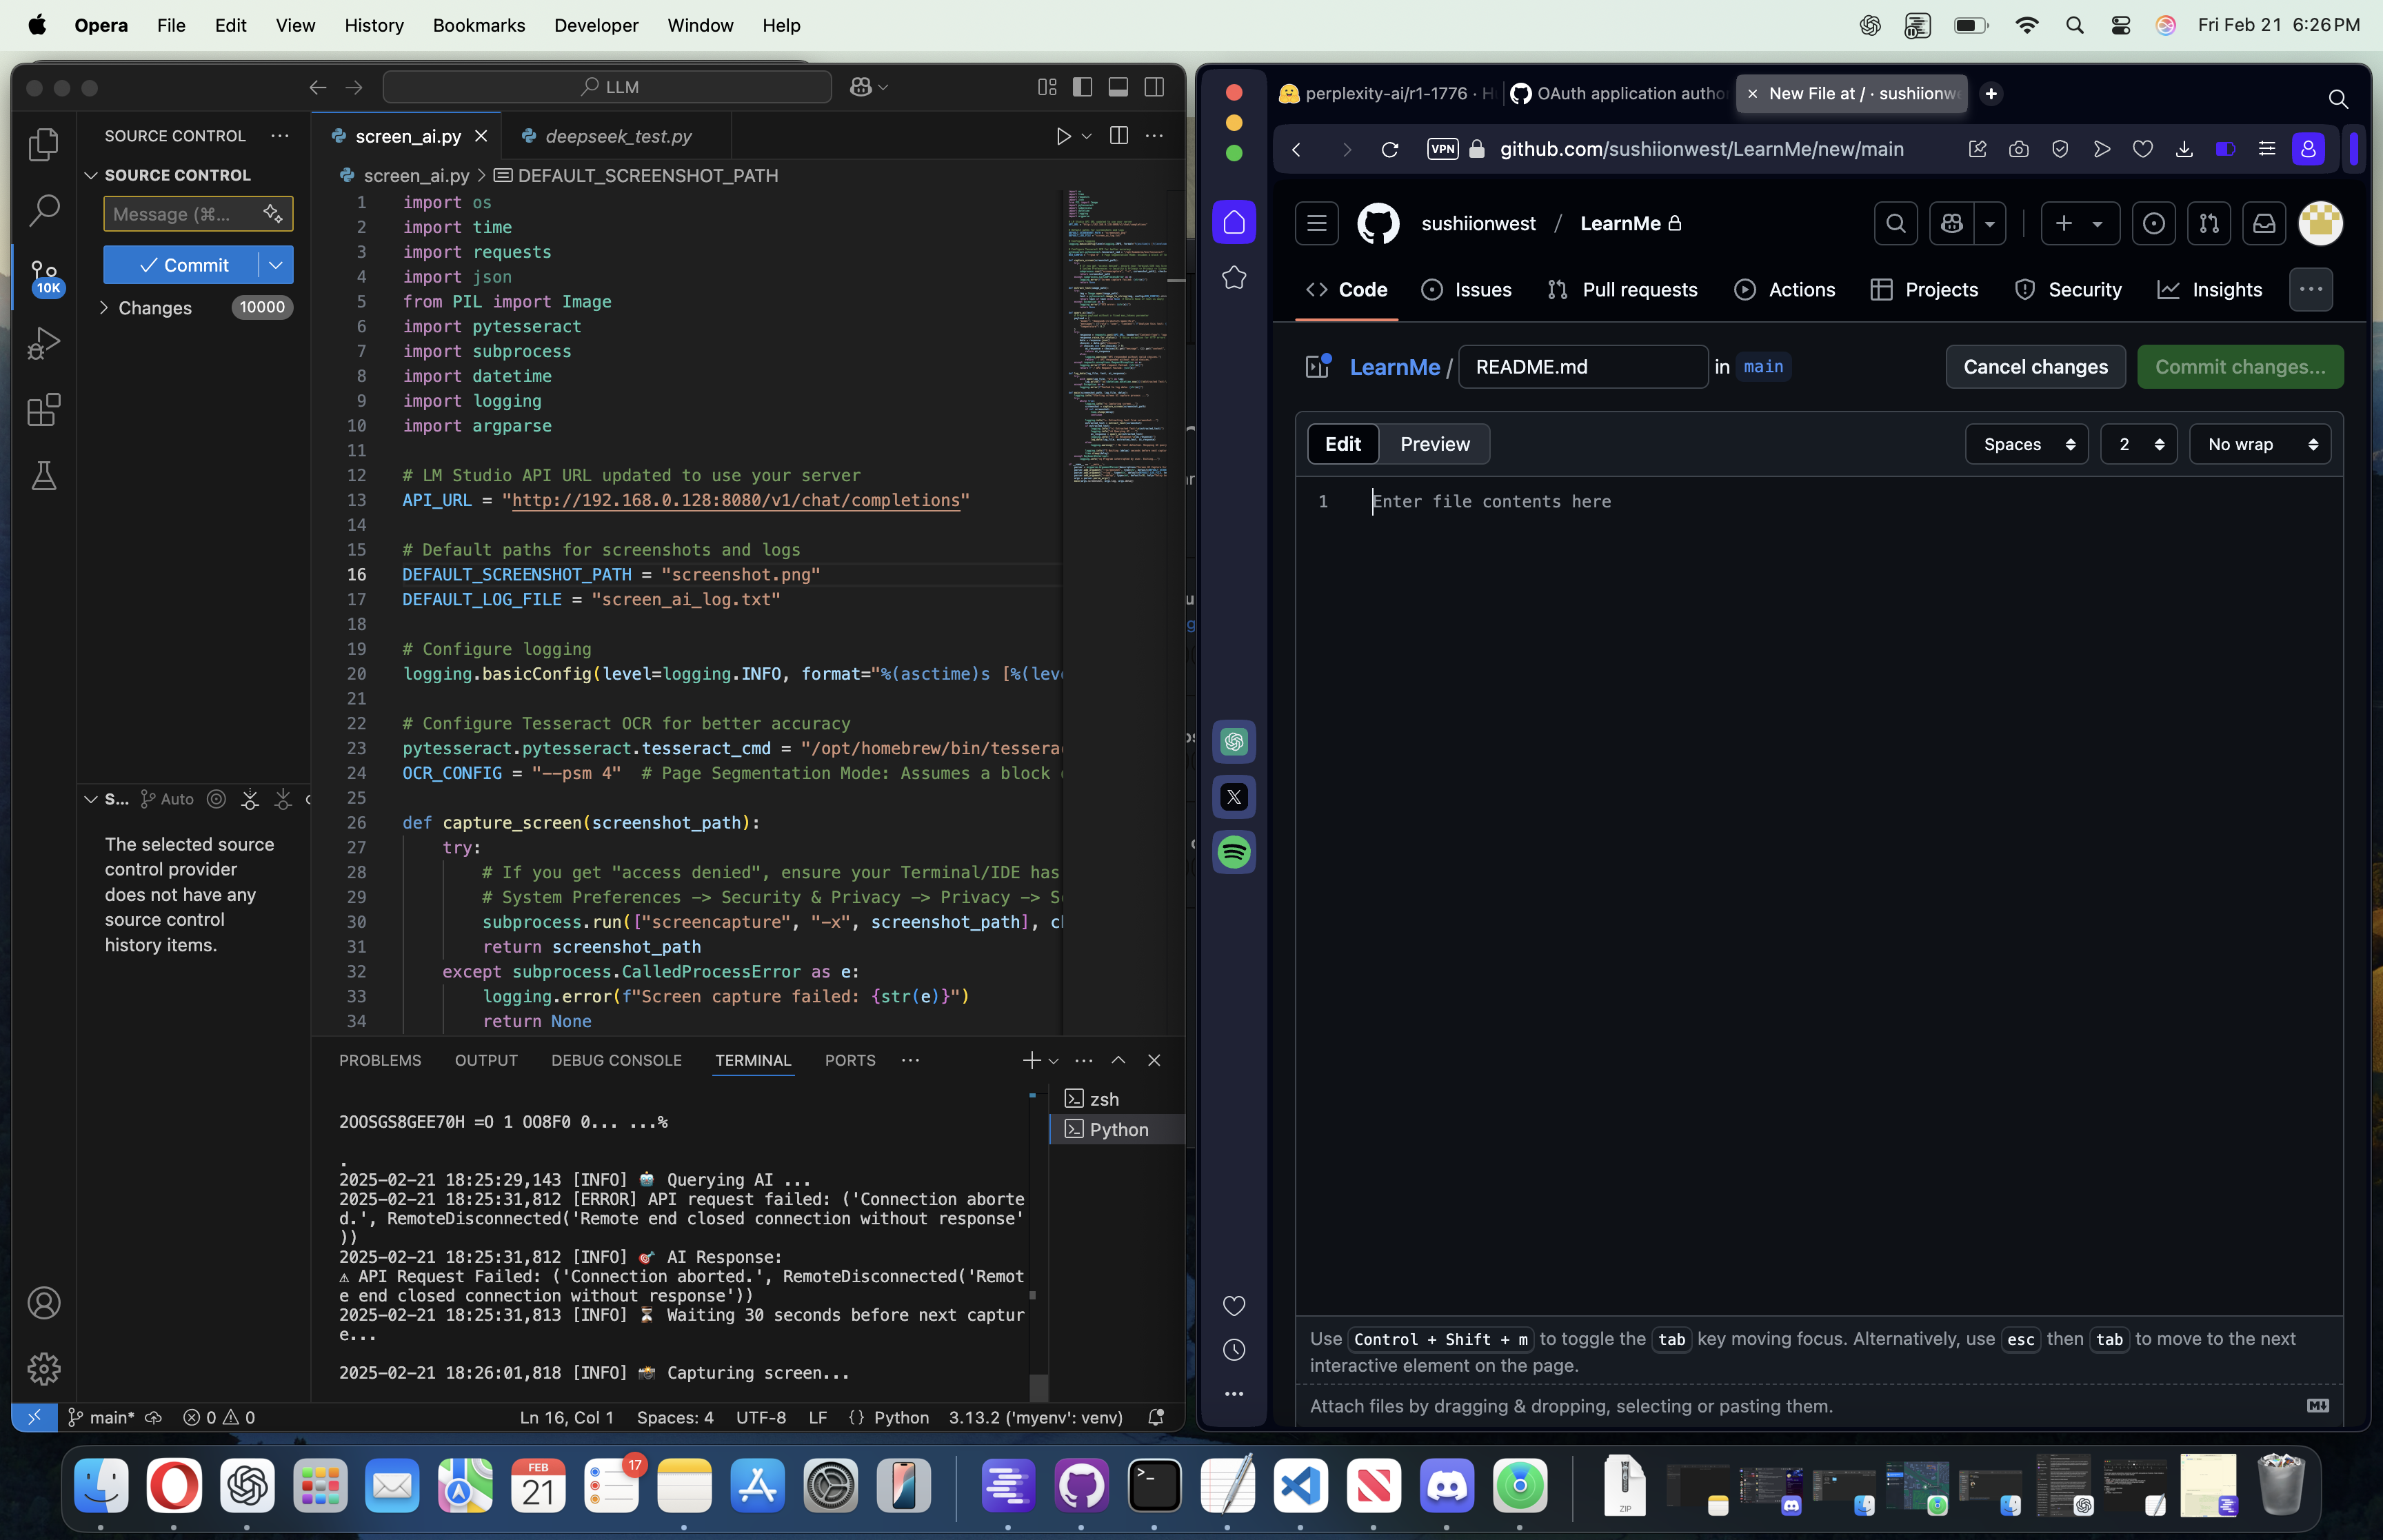 Opera File Edit View History Bookmarks Developer Window Help
Fri Feb 21 6:26 PM
LLM
SOURCE CONTROL
SOURCE CONTROL
Message (⌘...
Commit
10K
Changes 10000
S... Auto
The selected source
control provider
does not have any
source control
history items.
screen_ai.py
deepseek_test.py
screen_ai.py > DEFAULT_SCREENSHOT_PATH
1 import os
2 import time
3 import requests
4 import json
5 from PIL import Image
6 import pytesseract
7 import subprocess
8 import datetime
9 import logging
10 import argparse
11
12 # LM Studio API URL updated to use your server
13 API_URL = "http://192.168.0.128:8080/v1/chat/completions"
14
15 # Default paths for screenshots and logs
16 DEFAULT_SCREENSHOT_PATH = "screenshot.png"
17 DEFAULT_LOG_FILE = "screen_ai_log.txt"
18
19 # Configure logging
20 logging.basicConfig(level=logging.INFO, format="%(asctime)s [%(leve
21
22 # Configure Tesseract OCR for better accuracy
23 pytesseract.pytesseract.tesseract_cmd = "/opt/homebrew/bin/tessera
24 OCR_CONFIG = "--psm 4" # Page Segmentation Mode: Assumes a block
25
26 def capture_screen(screenshot_path):
27 try:
28 # If you get "access denied", ensure your Terminal/IDE has
29 # System Preferences -> Security & Privacy -> Privacy -> S
30 subprocess.run(["screencapture", "-x", screenshot_path], c
31 return screenshot_path
32 except subprocess.CalledProcessError as e:
33 logging.error(f"Screen capture failed: {str(e)}")
34 return None
PROBLEMS OUTPUT DEBUG CONSOLE TERMINAL PORTS
zsh
Python
2OOSGS8GEE70H =O 1 OO8F0 0... ...%
.
2025-02-21 18:25:29,143 [INFO] 🤖 Querying AI ...
2025-02-21 18:25:31,812 [ERROR] API request failed: ('Connection aborte
d.', RemoteDisconnected('Remote end closed connection without response'
))
2025-02-21 18:25:31,812 [INFO] 🎯 AI Response:
⚠ API Request Failed: ('Connection aborted.', RemoteDisconnected('Remot
e end closed connection without response'))
2025-02-21 18:25:31,813 [INFO] ⏳ Waiting 30 seconds before next captur
e...
2025-02-21 18:26:01,818 [INFO] 📸 Capturing screen...
main* 0 0
Ln 16, Col 1 Spaces: 4 UTF-8 LF {} Python 3.13.2 ('myenv': venv)
perplexity-ai/r1-1776 · H
OAuth application autho
New File at / · sushiionwe
VPN
github.com/sushiionwest/LearnMe/new/main
sushiionwest / LearnMe
Code Issues Pull requests Actions Projects Security Insights
LearnMe / README.md in main
Cancel changes Commit changes...
Edit Preview
Spaces 2 No wrap
1 Enter file contents here
Use Control + Shift + m to toggle the tab key moving focus. Alternatively, use esc then tab to move to the next
interactive element on the page.
Attach files by dragging & dropping, selecting or pasting them.
FEB
21
17
ZIP